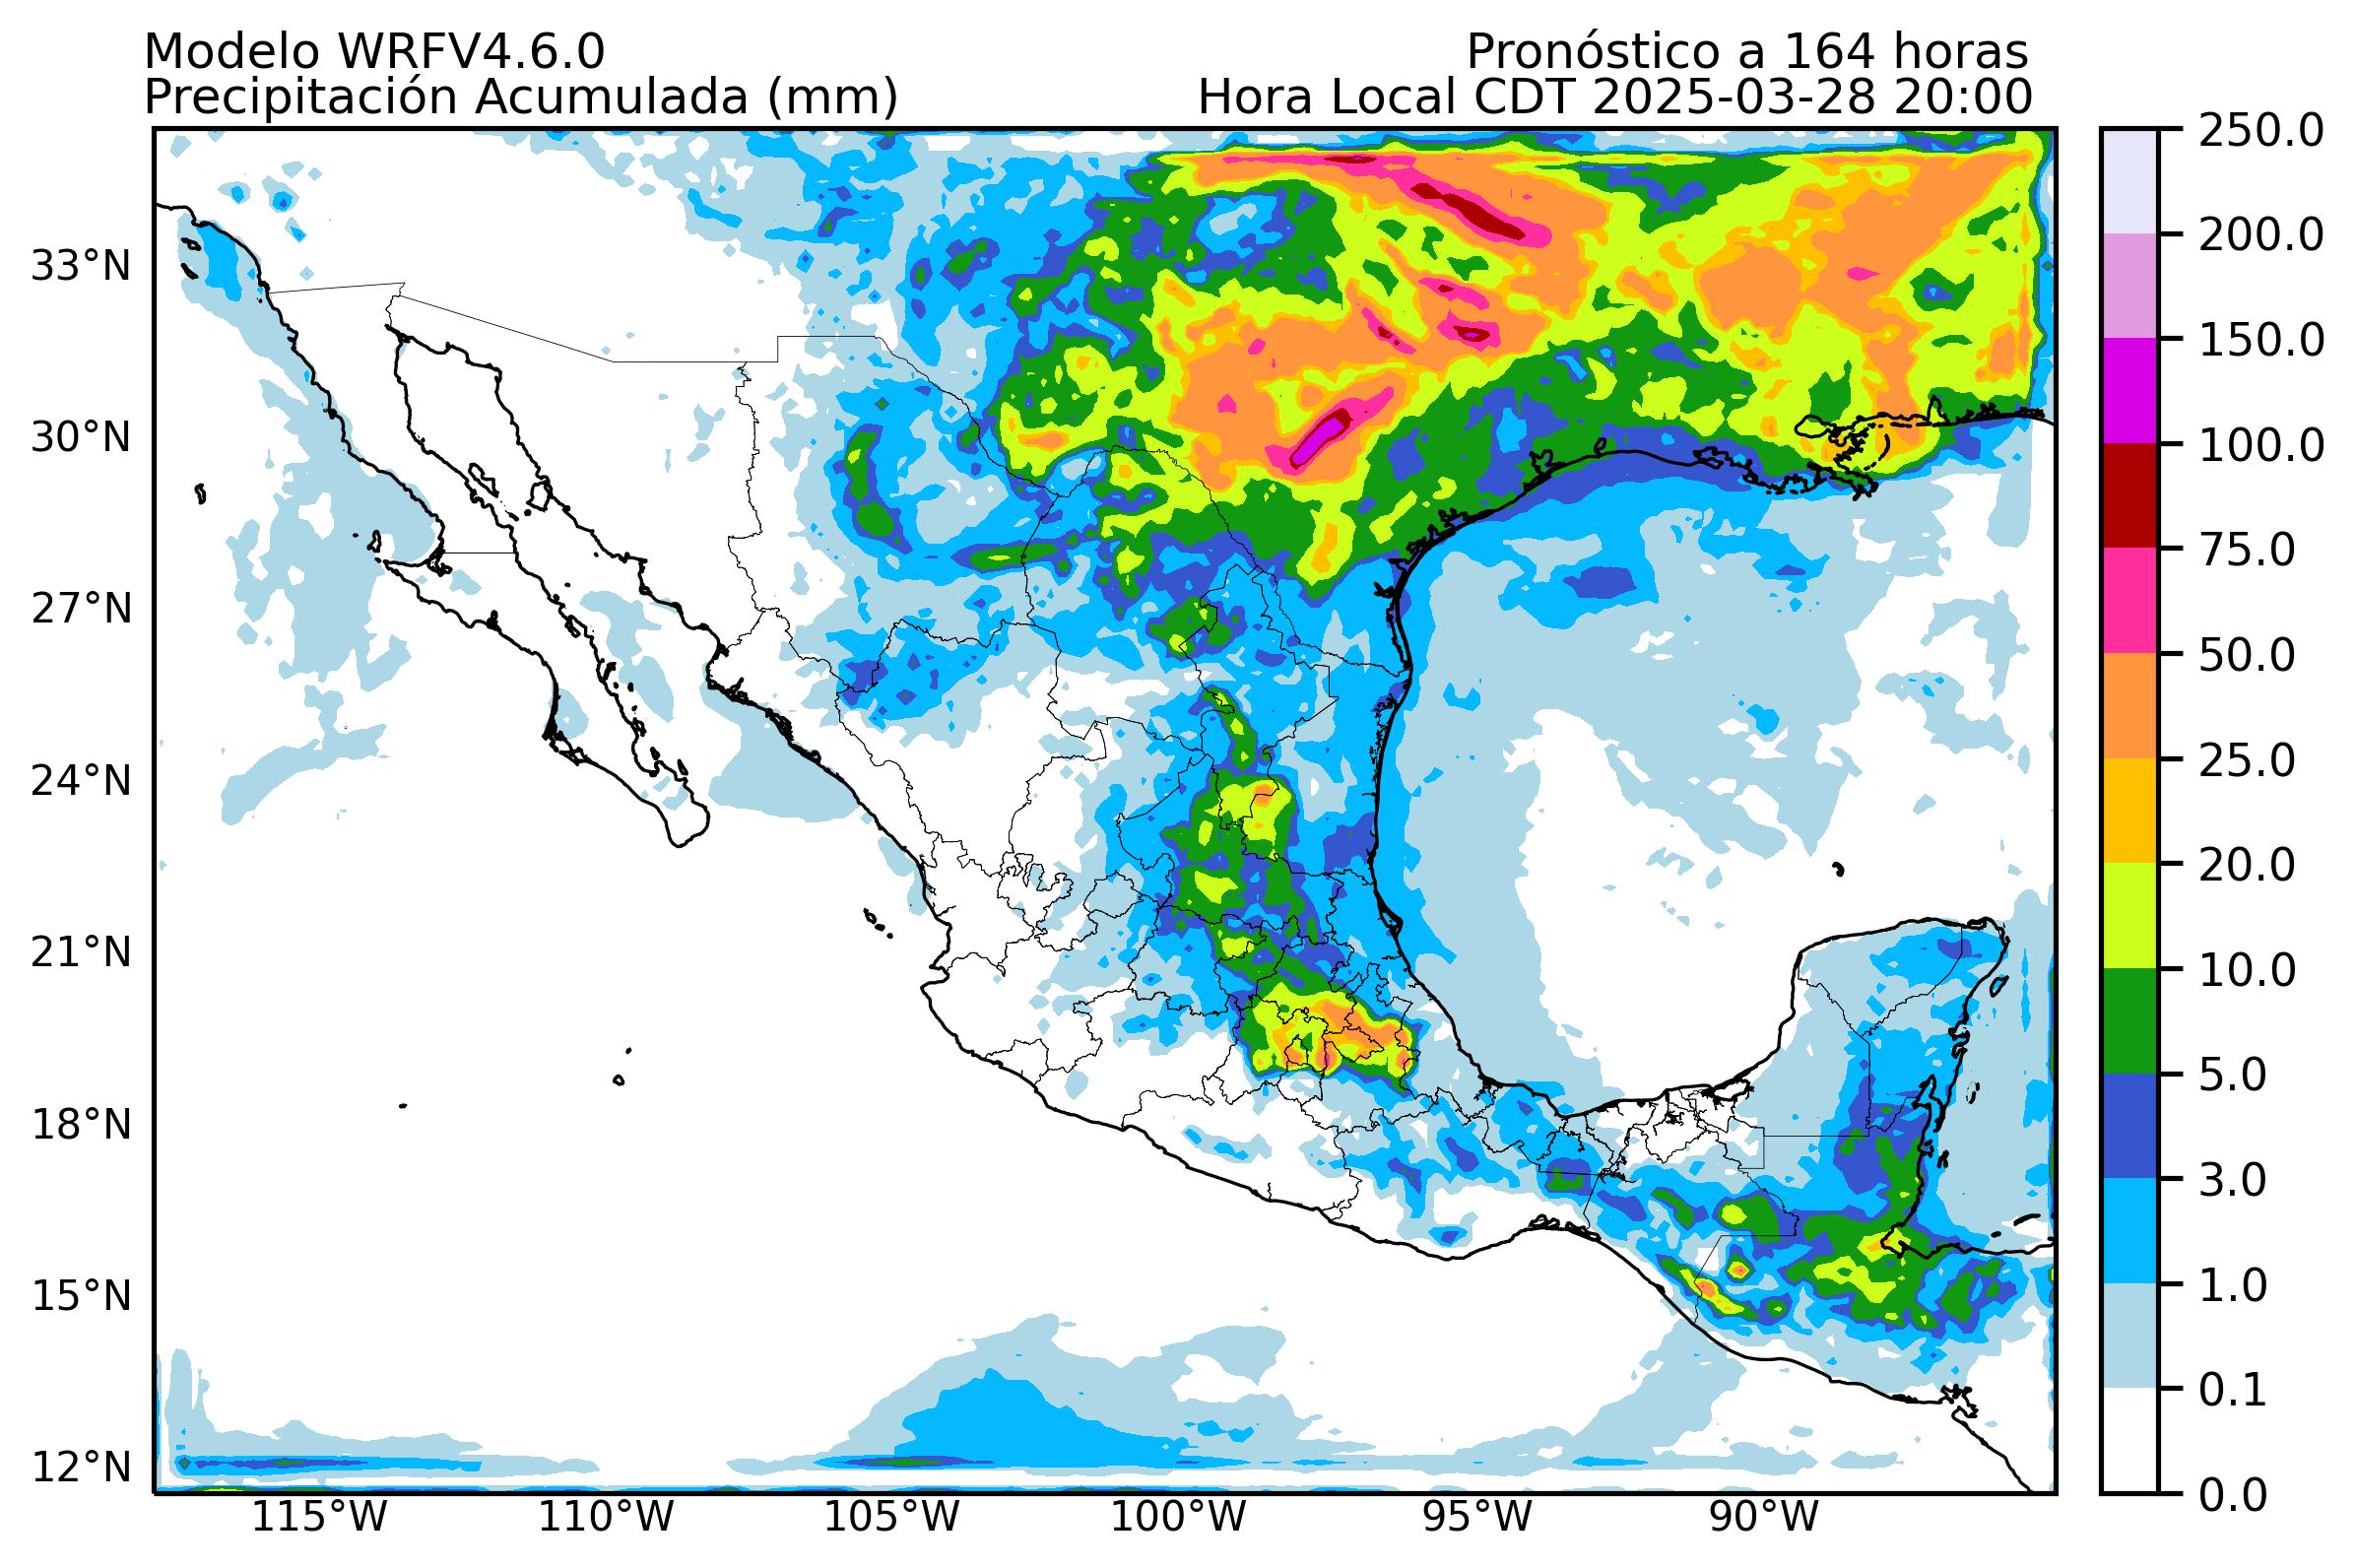 Modelo WRFV4.6.0
Pronóstico a 164 horas
Precipitación Acumulada (mm)
Hora Local CDT 2025-03-28 20:00
33°N
30°N
27°N
24°N
21°N
18°N
15°N
12°N
115°W
110°W
105°W
100°W
95°W
90°W
250.0
200.0
150.0
100.0
75.0
50.0
25.0
20.0
10.0
5.0
3.0
1.0
0.1
0.0